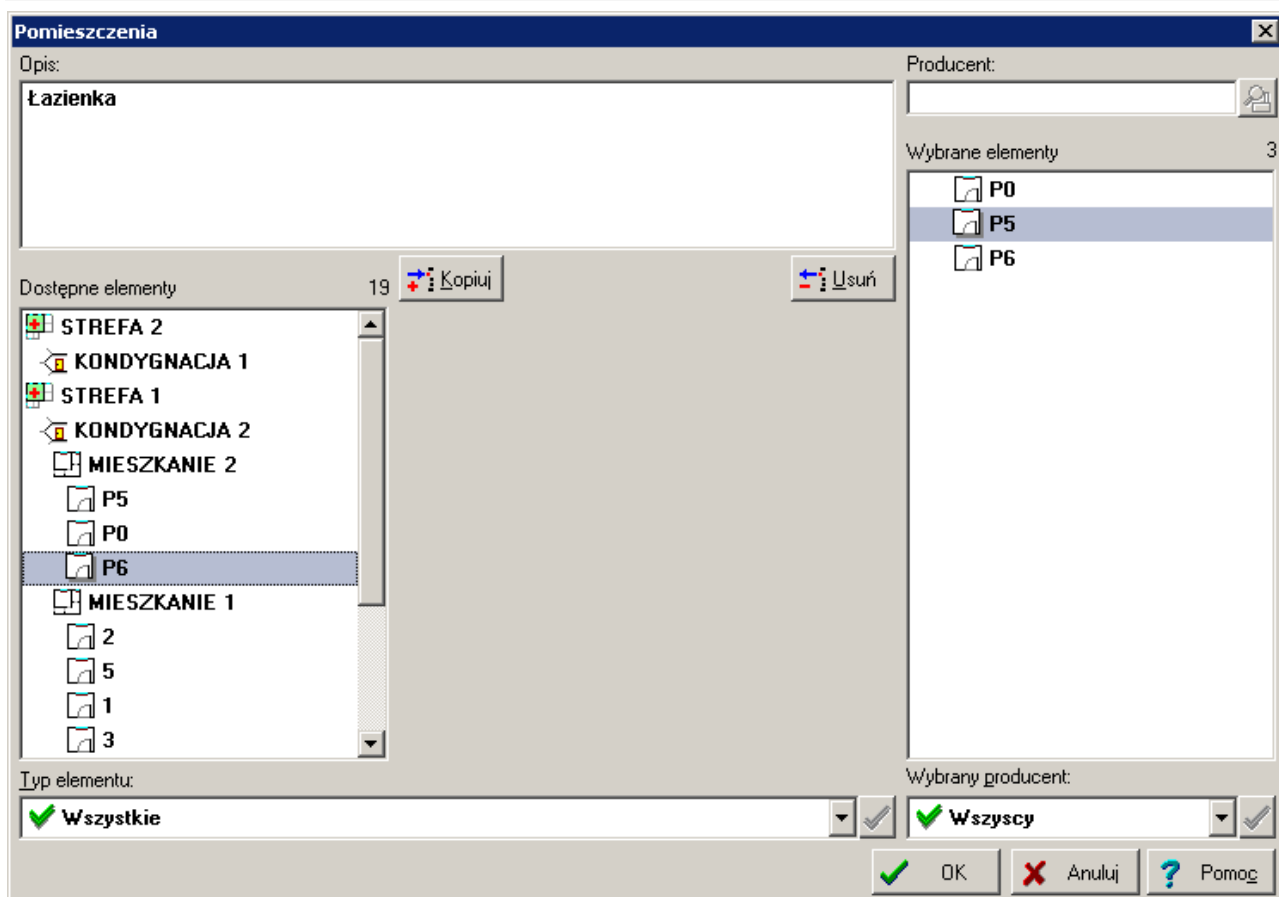 Pomieszczenia
Opis:
Łazienka
Producent:
Wybrane elementy 3
P0
P5
P6
Dostępne elementy 19
Kopiuj
Usuń
STREFA 2
KONDYGNACJA 1
STREFA 1
KONDYGNACJA 2
MIESZKANIE 2
P5
P0
P6
MIESZKANIE 1
2
5
1
3
Typ elementu:
Wszystkie
Wybrany producent:
Wszyscy
OK
Anuluj
Pomoc